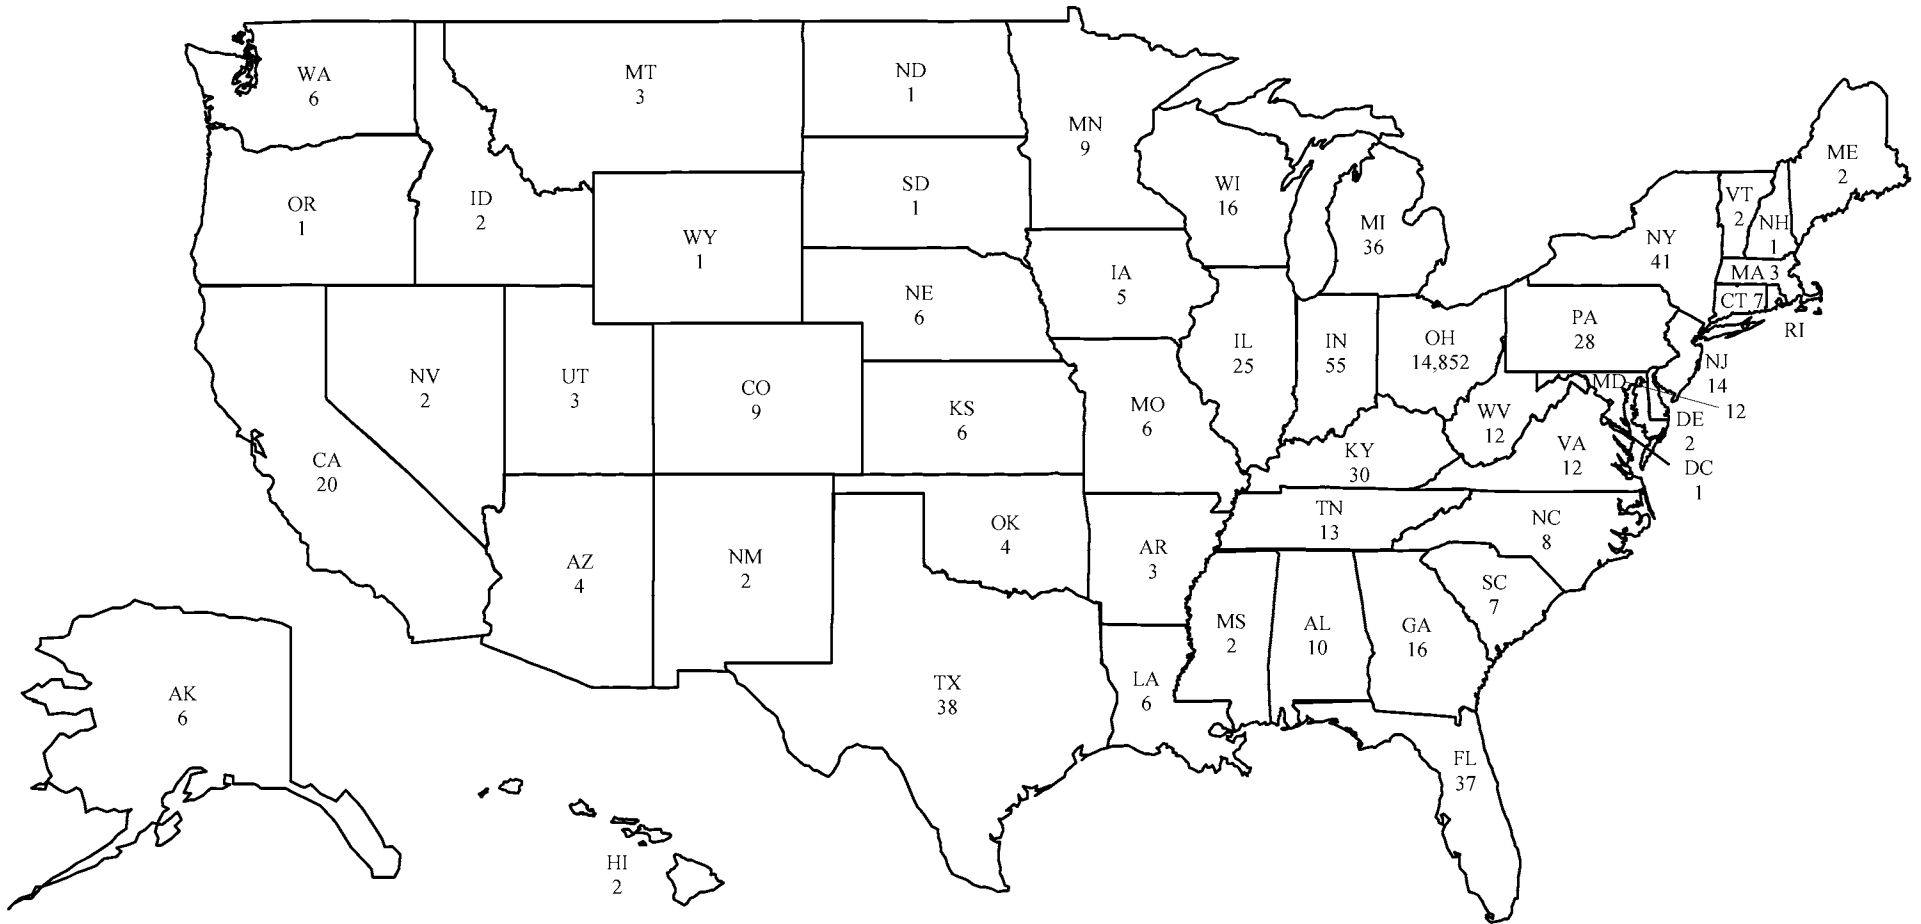 WA
6
MT
3
ND
1
MN
9
OR
1
ID
2
WY
1
SD
1
WI
16
MI
36
NY
41
VT
2
NH
1
ME
2
MA 3
CT 7
RI
NV
2
UT
3
CO
9
NE
6
IA
5
IL
25
IN
55
OH
14,852
PA
28
NJ
14
MD
12
DE
2
DC
1
CA
20
KS
6
MO
6
KY
30
WV
12
VA
12
AZ
4
NM
2
OK
4
AR
3
TN
13
NC
8
SC
7
MS
2
AL
10
GA
16
TX
38
LA
6
FL
37
AK
6
HI
2